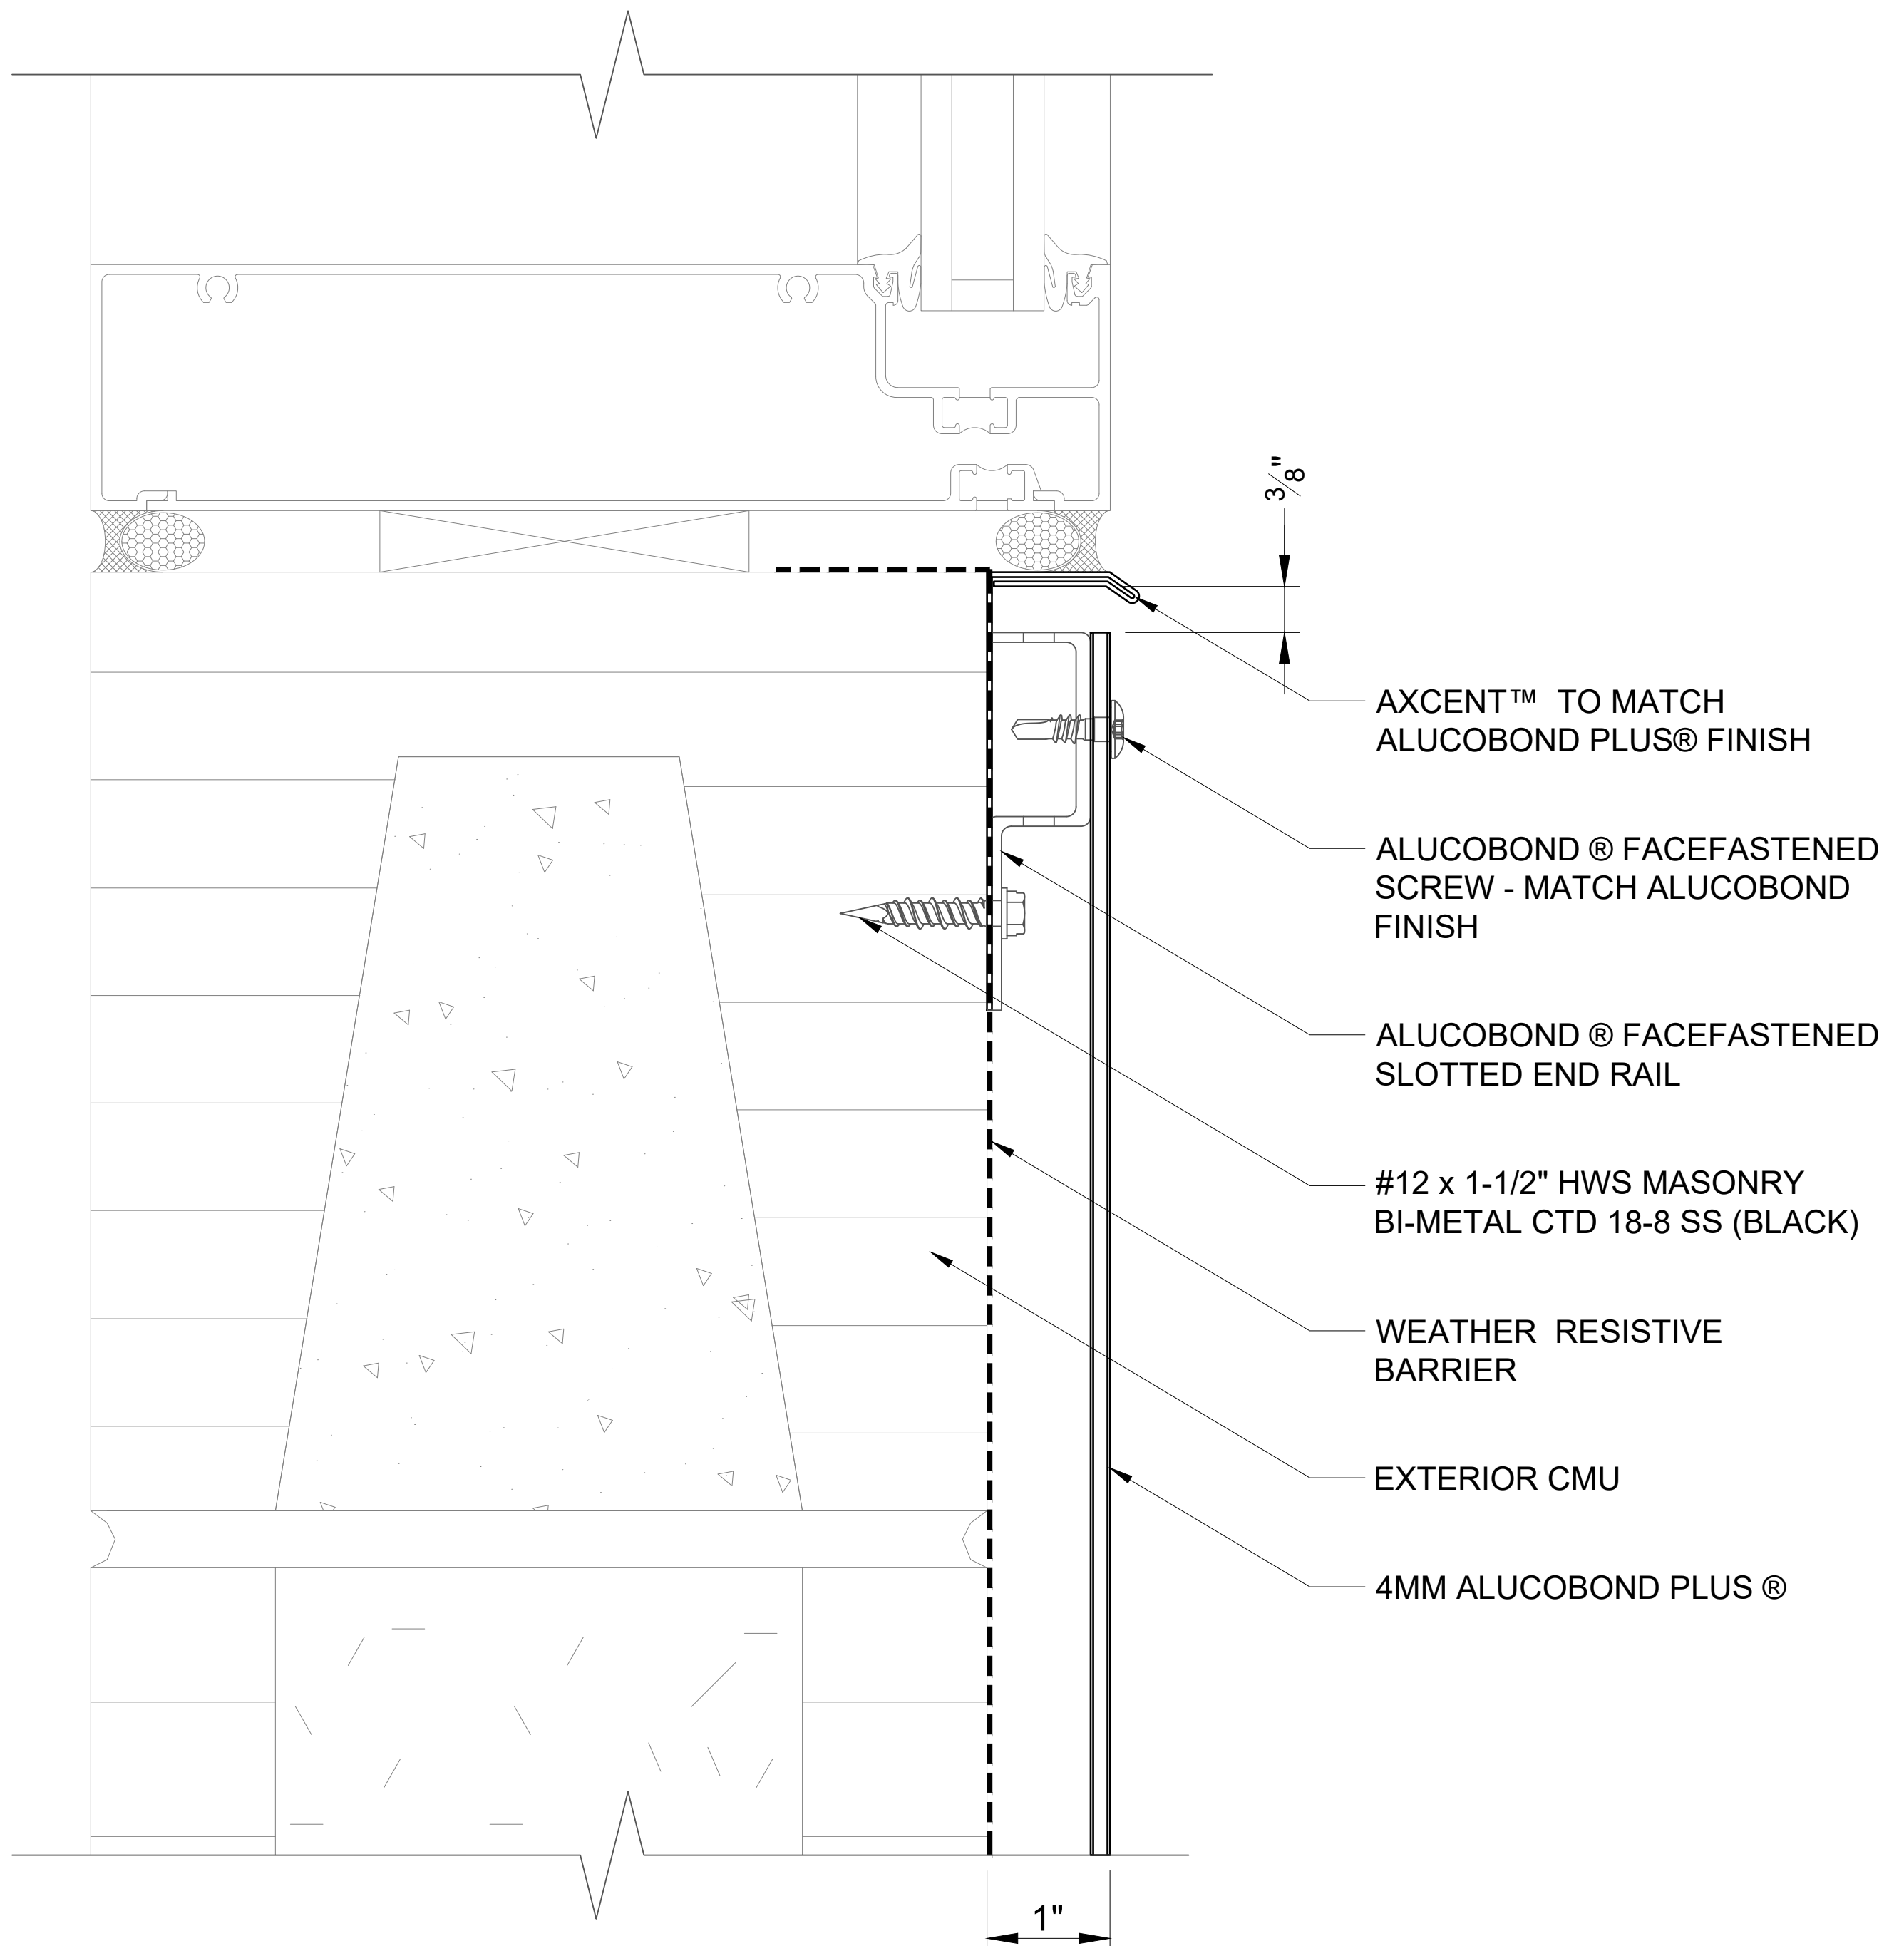 3/8"
AXCENT™ TO MATCH
ALUCOBOND PLUS® FINISH
ALUCOBOND ® FACEFASTENED
SCREW - MATCH ALUCOBOND
FINISH
ALUCOBOND ® FACEFASTENED
SLOTTED END RAIL
#12 x 1-1/2" HWS MASONRY
BI-METAL CTD 18-8 SS (BLACK)
WEATHER RESISTIVE
BARRIER
EXTERIOR CMU
4MM ALUCOBOND PLUS ®
1"